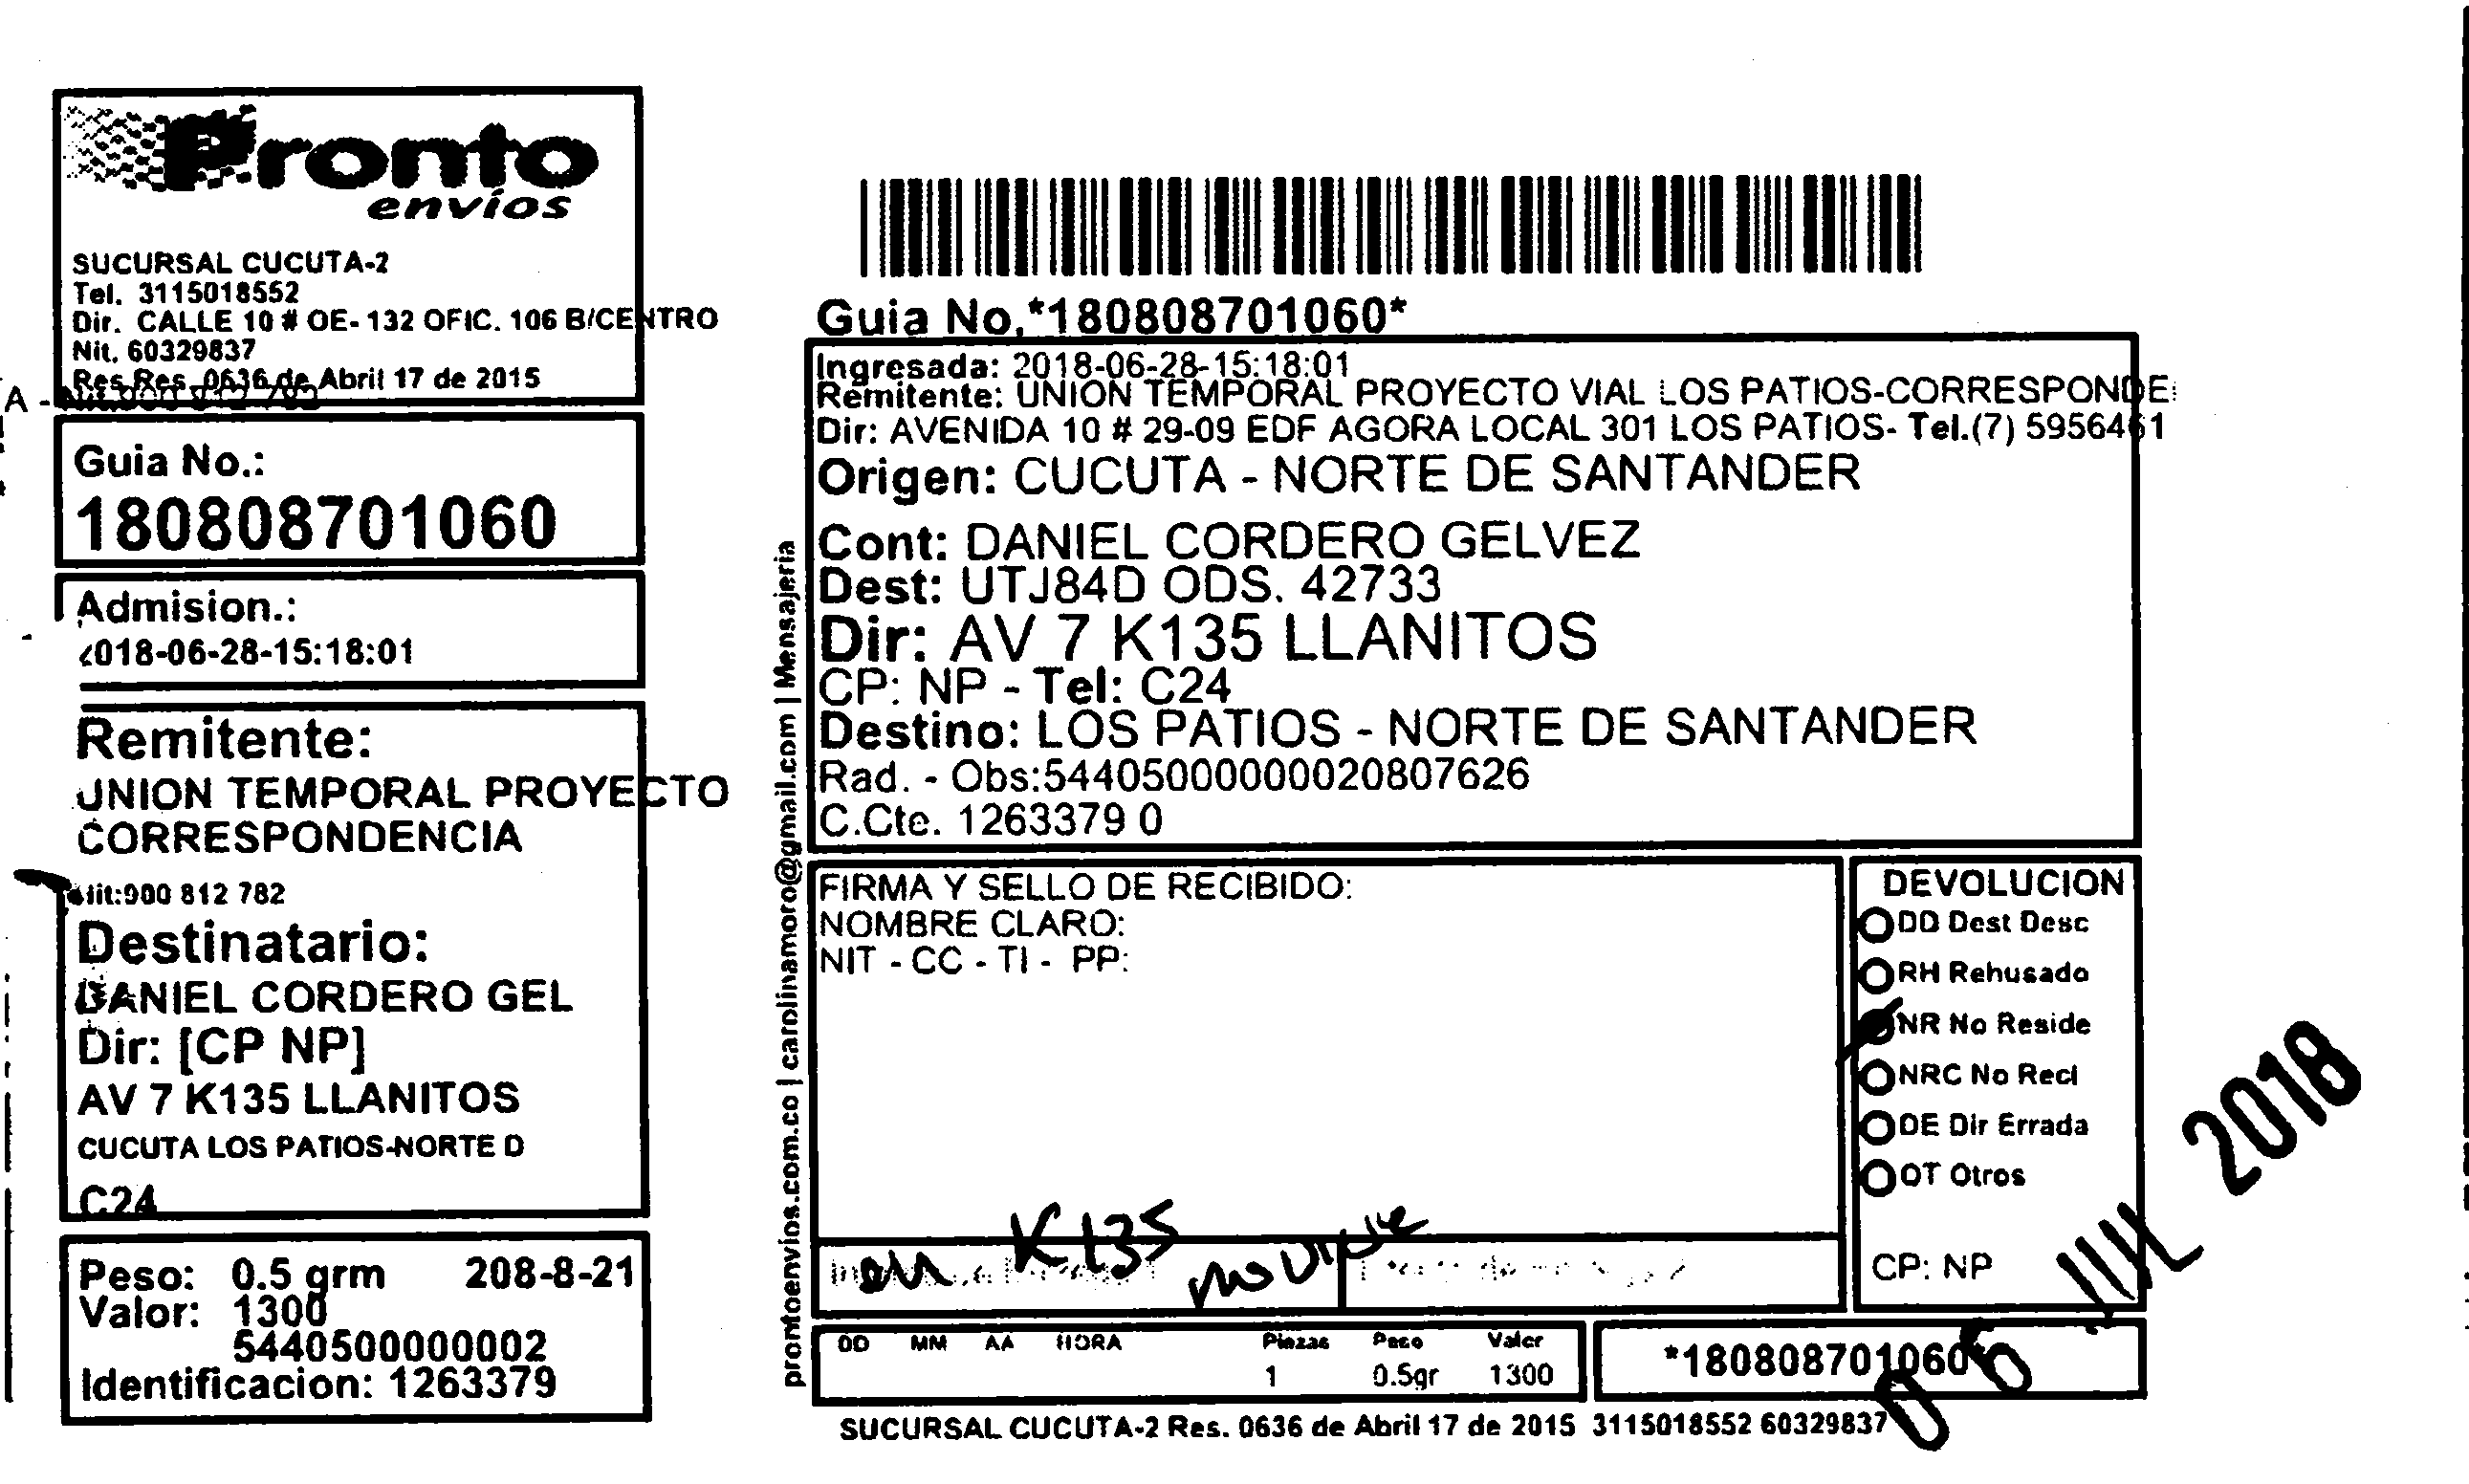 Pronto
envíos
SUCURSAL CUCUTA-2
Tel. 3115018552
Dir. CALLE 10 # OE- 132 OFIC. 106 B/CENTRO
Nit. 60329837
Res Res 0636 de Abril 17 de 2015
Guia No.:
180808701060
Admision.:
2018-06-28-15:18:01
Remitente:
UNION TEMPORAL PROYECTO
CORRESPONDENCIA
Nit:900 812 782
Destinatario:
DANIEL CORDERO GEL
Dir: [CP NP]
AV 7 K135 LLANITOS
CUCUTA LOS PATIOS-NORTE D
C24
Peso: 0.5 grm 208-8-21
Valor: 1300
5440500000002
Identificacion: 1263379
prontoenvios.com.co | carolinamoro@gmail.com | Mensajeria
Guia No.*180808701060*
Ingresada: 2018-06-28-15:18:01
Remitente: UNION TEMPORAL PROYECTO VIAL LOS PATIOS-CORRESPONDE
Dir: AVENIDA 10 # 29-09 EDF AGORA LOCAL 301 LOS PATIOS- Tel.(7) 5956461
Origen: CUCUTA - NORTE DE SANTANDER
Cont: DANIEL CORDERO GELVEZ
Dest: UTJ84D ODS. 42733
Dir: AV 7 K135 LLANITOS
CP: NP - Tel: C24
Destino: LOS PATIOS - NORTE DE SANTANDER
Rad. - Obs:544050000000020807626
C.Cte. 1263379 0
FIRMA Y SELLO DE RECIBIDO:
NOMBRE CLARO:
NIT - CC - TI - PP:
DEVOLUCION
DD Dest Desc
RH Rehusado
NR No Reside
NRC No Recl
DE Dir Errada
OT Otros
CP: NP
en K135 no vive
DD MM AA HORA Piezas Peso Valor
1 0.5gr 1300
*180808701060*
06 JUL 2018
SUCURSAL CUCUTA-2 Res. 0636 de Abril 17 de 2015 3115018552 60329837